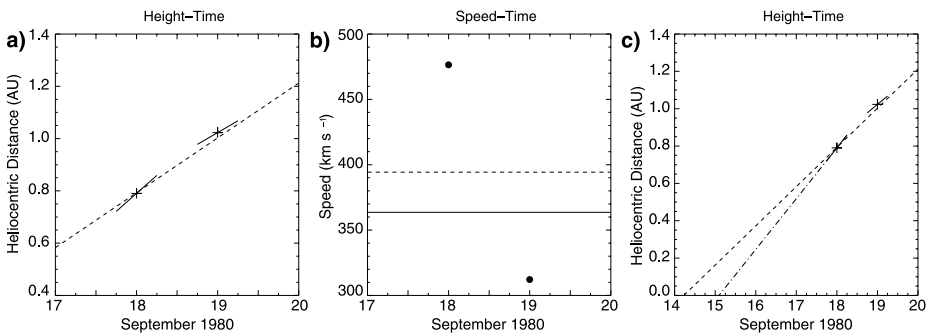 Height–Time
a)
Heliocentric Distance (AU)
1.4
1.2
1.0
0.8
0.6
0.4
17 18 19 20
September 1980
Speed–Time
b)
Speed (km s⁻¹)
500
450
400
350
300
17 18 19 20
September 1980
Height–Time
c)
Heliocentric Distance (AU)
1.4
1.2
1.0
0.8
0.6
0.4
0.2
0.0
14 15 16 17 18 19 20
September 1980